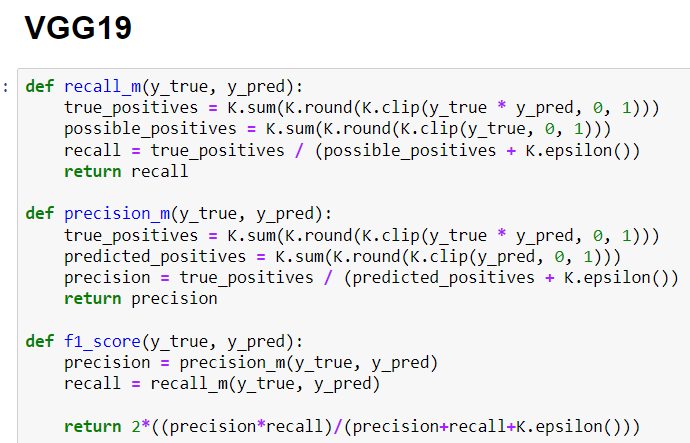 VGG19
: def recall_m(y_true, y_pred):
    true_positives = K.sum(K.round(K.clip(y_true * y_pred, 0, 1)))
    possible_positives = K.sum(K.round(K.clip(y_true, 0, 1)))
    recall = true_positives / (possible_positives + K.epsilon())
    return recall

def precision_m(y_true, y_pred):
    true_positives = K.sum(K.round(K.clip(y_true * y_pred, 0, 1)))
    predicted_positives = K.sum(K.round(K.clip(y_pred, 0, 1)))
    precision = true_positives / (predicted_positives + K.epsilon())
    return precision

def f1_score(y_true, y_pred):
    precision = precision_m(y_true, y_pred)
    recall = recall_m(y_true, y_pred)

    return 2*((precision*recall)/(precision+recall+K.epsilon()))